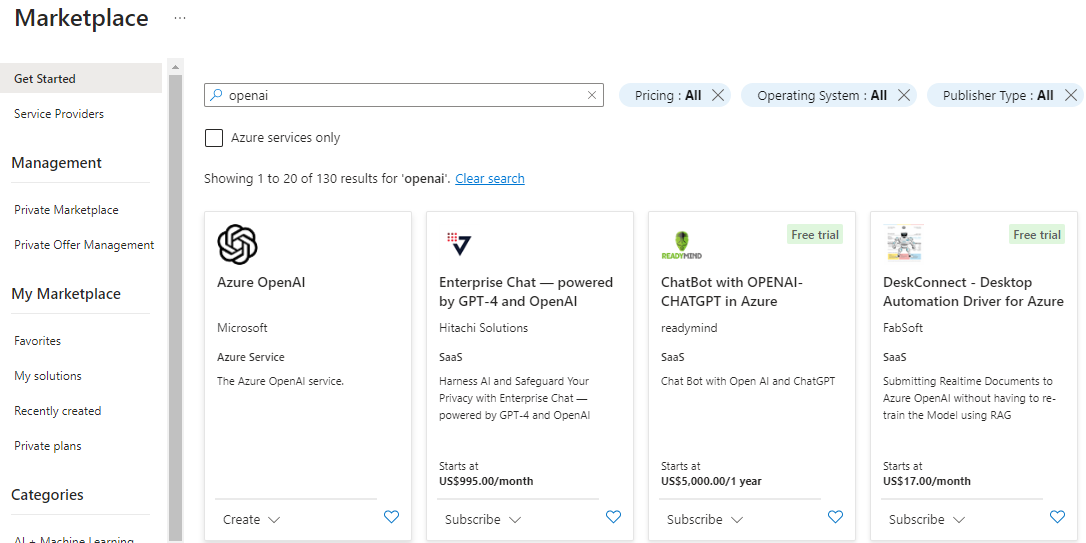 Marketplace ...
Get Started
Service Providers
Management
Private Marketplace
Private Offer Management
My Marketplace
Favorites
My solutions
Recently created
Private plans
Categories
AI + Machine Learning
openai
Pricing : All
Operating System : All
Publisher Type : All
Azure services only
Showing 1 to 20 of 130 results for 'openai'. Clear search
Azure OpenAI
Microsoft
Azure Service
The Azure OpenAI service.
Create
Enterprise Chat — powered
by GPT-4 and OpenAI
Hitachi Solutions
SaaS
Harness AI and Safeguard Your
Privacy with Enterprise Chat —
powered by GPT-4 and OpenAI
Starts at
US$995.00/month
Subscribe
READYMIND
Free trial
ChatBot with OPENAI-
CHATGPT in Azure
readymind
SaaS
Chat Bot with Open AI and ChatGPT
Starts at
US$5,000.00/1 year
Subscribe
Free trial
DeskConnect - Desktop
Automation Driver for Azure
FabSoft
SaaS
Submitting Realtime Documents to
Azure OpenAI without having to re-
train the Model using RAG
Starts at
US$17.00/month
Subscribe